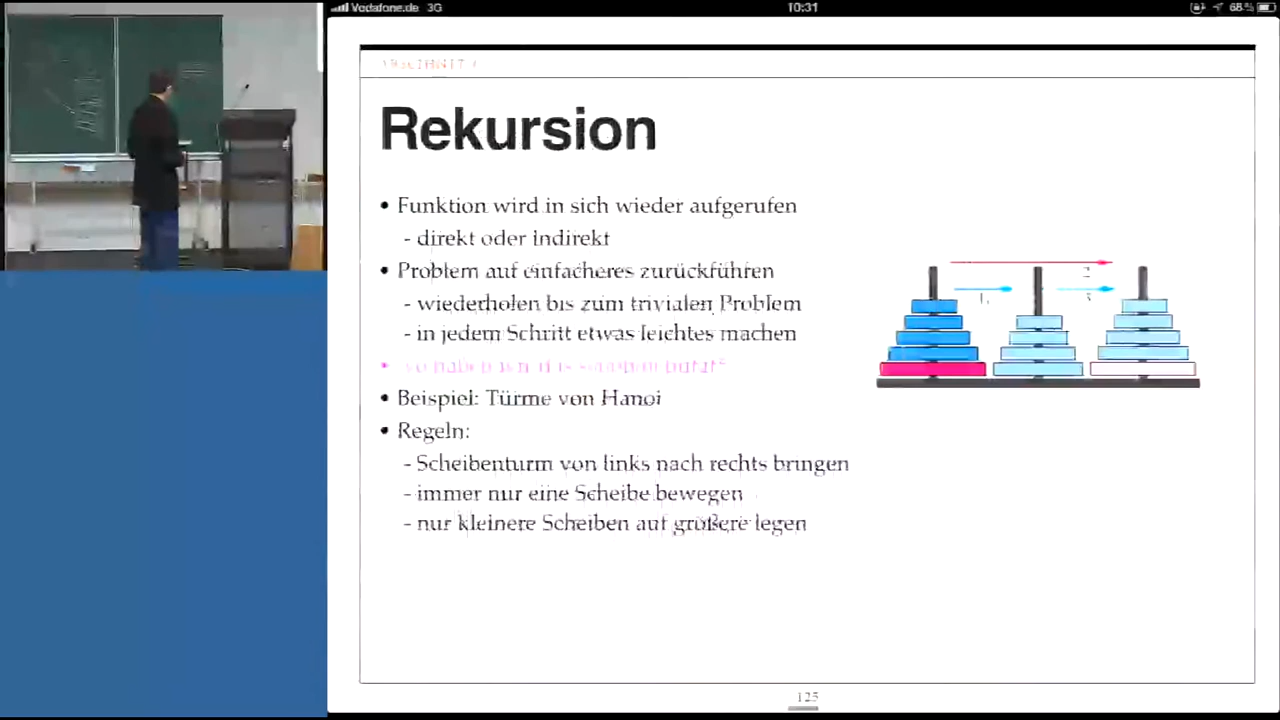 Vodafone.de 3G
10:31
68 %
Rekursion
• Funktion wird in sich wieder aufgerufen
- direkt oder indirekt
• Problem auf einfacheres zurückführen
- wiederholen bis zum trivialen Problem
- in jedem Schritt etwas leichtes machen
• Beispiel: Türme von Hanoi
• Regeln:
- Scheibenturm von links nach rechts bringen
- immer nur eine Scheibe bewegen
- nur kleinere Scheiben auf größere legen
2
3
125